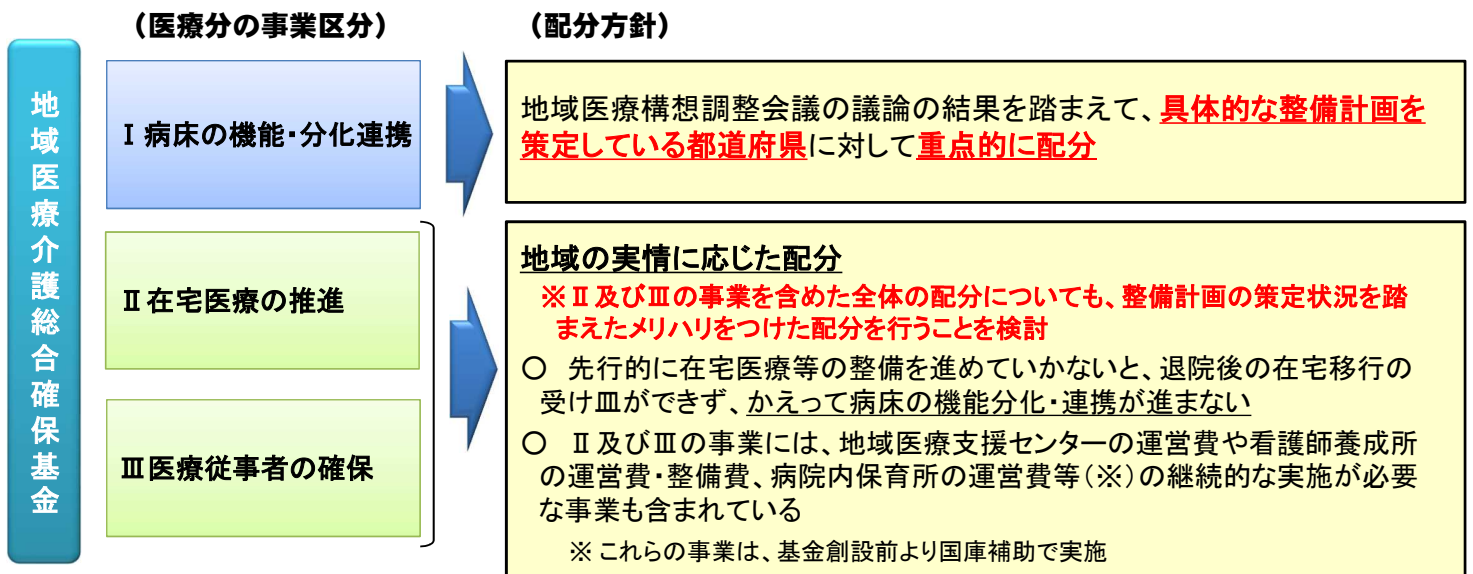 (医療分の事業区分)
(配分方針)
地域医療介護総合確保基金
Ⅰ 病床の機能・分化連携
地域医療構想調整会議の議論の結果を踏まえて、具体的な整備計画を
策定している都道府県に対して重点的に配分
Ⅱ 在宅医療の推進
Ⅲ 医療従事者の確保
地域の実情に応じた配分
※ Ⅱ及びⅢの事業を含めた全体の配分についても、整備計画の策定状況を踏
まえたメリハリをつけた配分を行うことを検討
○ 先行的に在宅医療等の整備を進めていかないと、退院後の在宅移行の
受け皿ができず、かえって病床の機能分化・連携が進まない
○ Ⅱ及びⅢの事業には、地域医療支援センターの運営費や看護師養成所
の運営費・整備費、病院内保育所の運営費等(※)の継続的な実施が必要
な事業も含まれている
※ これらの事業は、基金創設前より国庫補助で実施